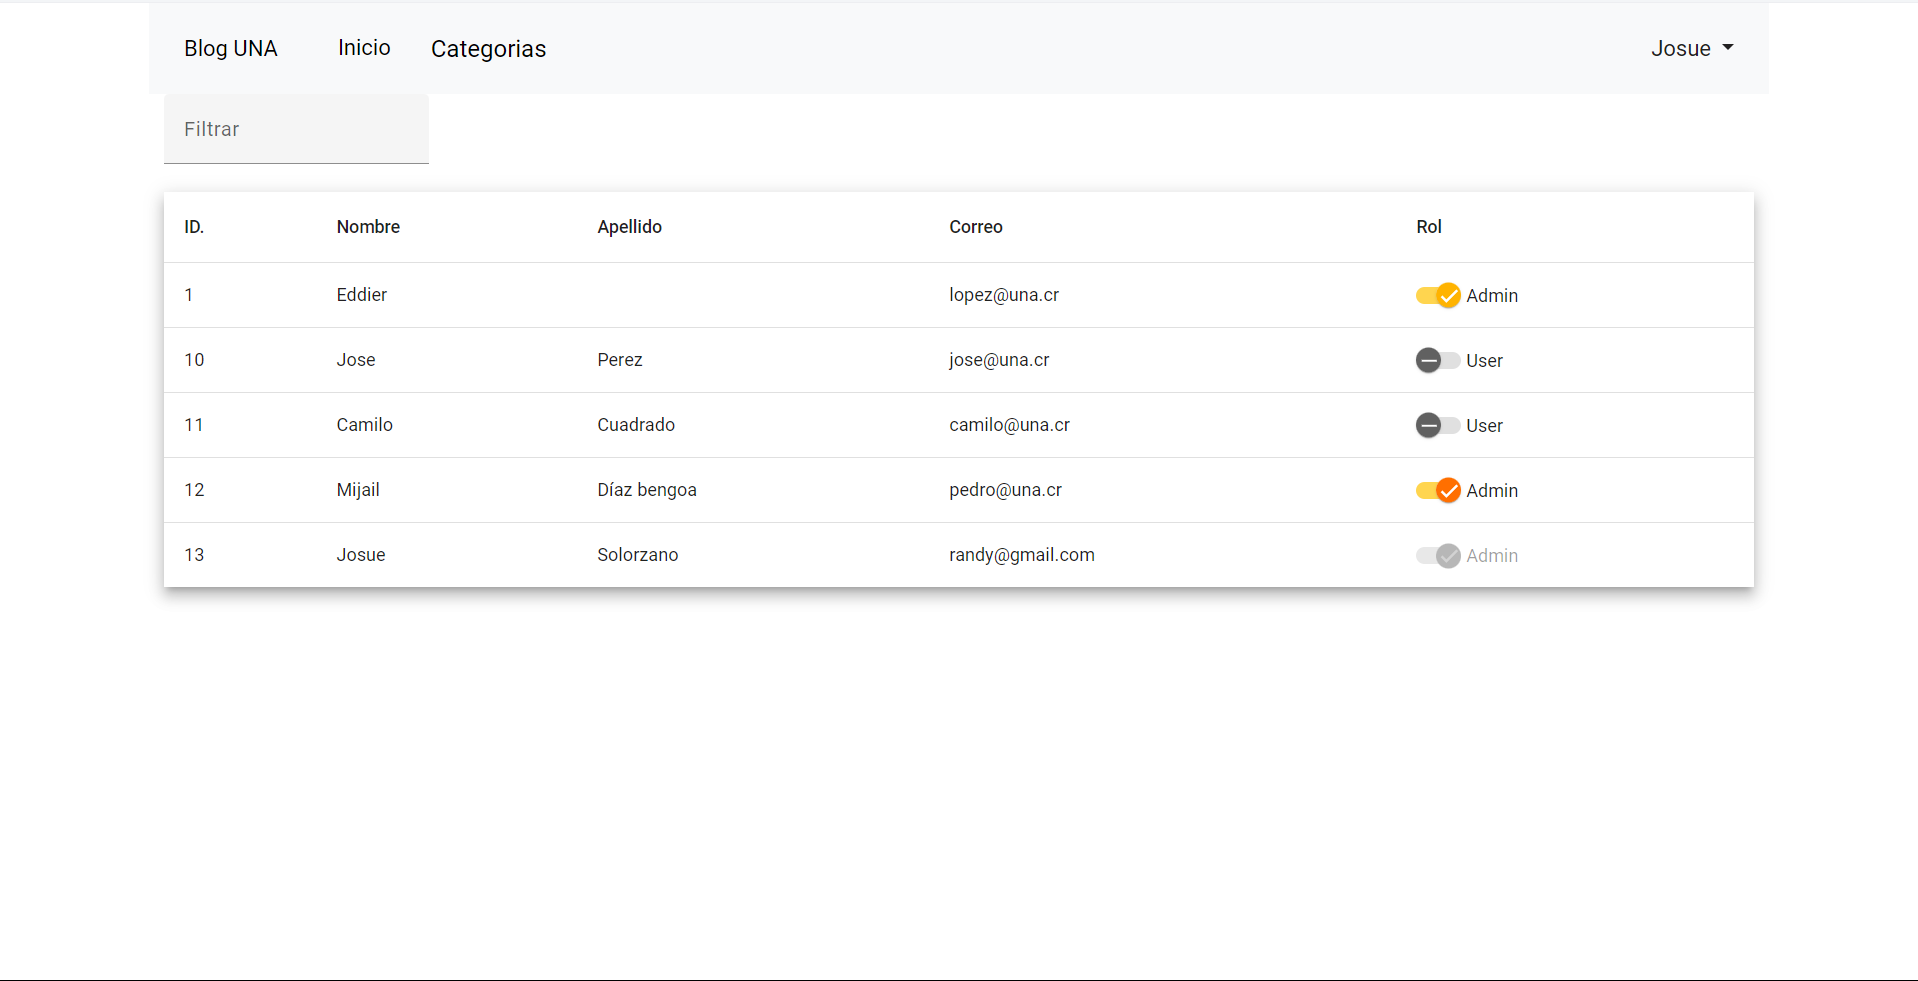 Blog UNA Inicio Categorias Josue
Filtrar
ID. Nombre Apellido Correo Rol
1 Eddier lopez@una.cr Admin
10 Jose Perez jose@una.cr User
11 Camilo Cuadrado camilo@una.cr User
12 Mijail Díaz bengoa pedro@una.cr Admin
13 Josue Solorzano randy@gmail.com Admin